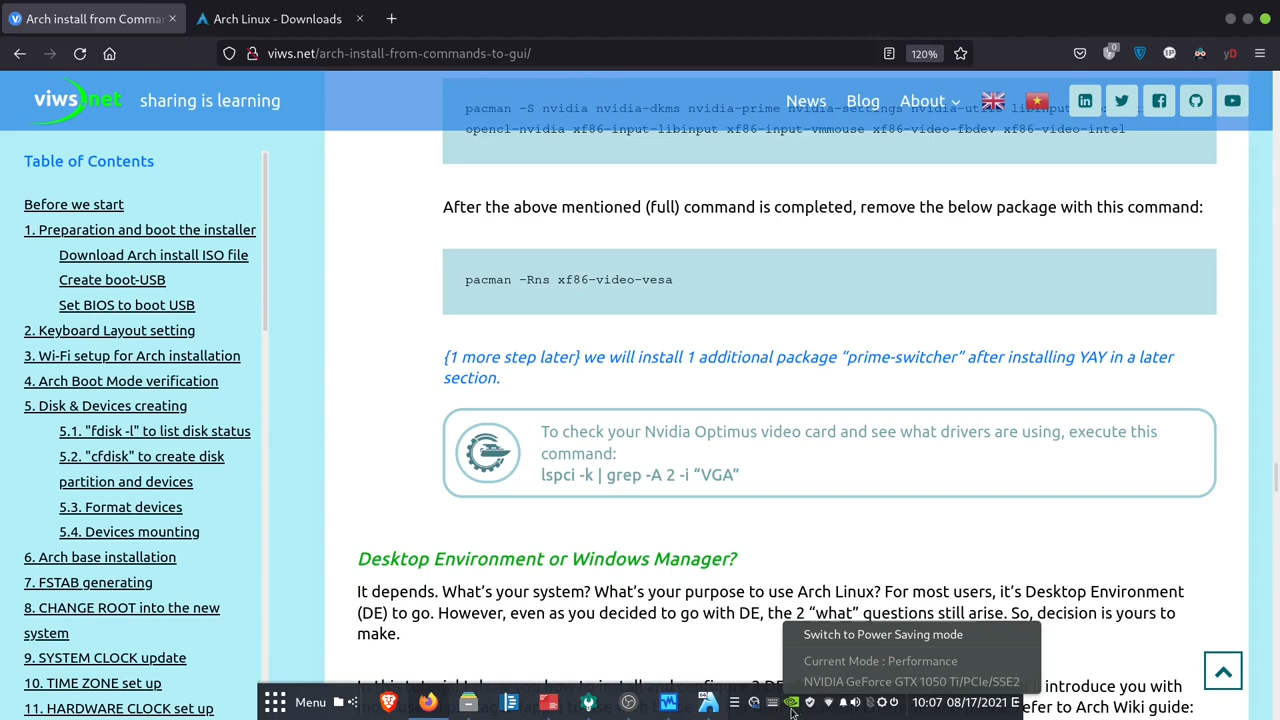 Arch install from Commar
Arch Linux - Downloads
viws.net/arch-install-from-commands-to-gui/
120%
0
IP
yD
viws net
sharing is learning
News
Blog
About
pacman -S nvidia nvidia-dkms nvidia-prime nvidia-settings nvidia-utils
opencl-nvidia xf86-input-libinput xf86-input-vmmouse xf86-video-fbdev xf86-video-intel
Table of Contents
Before we start
1. Preparation and boot the installer
Download Arch install ISO file
Create boot-USB
Set BIOS to boot USB
2. Keyboard Layout setting
3. Wi-Fi setup for Arch installation
4. Arch Boot Mode verification
5. Disk & Devices creating
5.1. "fdisk -l" to list disk status
5.2. "cfdisk" to create disk
partition and devices
5.3. Format devices
5.4. Devices mounting
6. Arch base installation
7. FSTAB generating
8. CHANGE ROOT into the new
system
9. SYSTEM CLOCK update
10. TIME ZONE set up
11. HARDWARE CLOCK set up
After the above mentioned (full) command is completed, remove the below package with this command:
pacman -Rns xf86-video-vesa
{1 more step later} we will install 1 additional package “prime-switcher” after installing YAY in a later
section.
To check your Nvidia Optimus video card and see what drivers are using, execute this
command:
lspci -k | grep -A 2 -i “VGA”
Desktop Environment or Windows Manager?
It depends. What’s your system? What’s your purpose to use Arch Linux? For most users, it’s Desktop Environment
(DE) to go. However, even as you decided to go with DE, the 2 “what” questions still arise. So, decision is yours to
make.
introduce you with
efer to Arch Wiki guide:
Switch to Power Saving mode
Current Mode : Performance
NVIDIA GeForce GTX 1050 Ti/PCIe/SSE2
Menu
10:07 08/17/2021